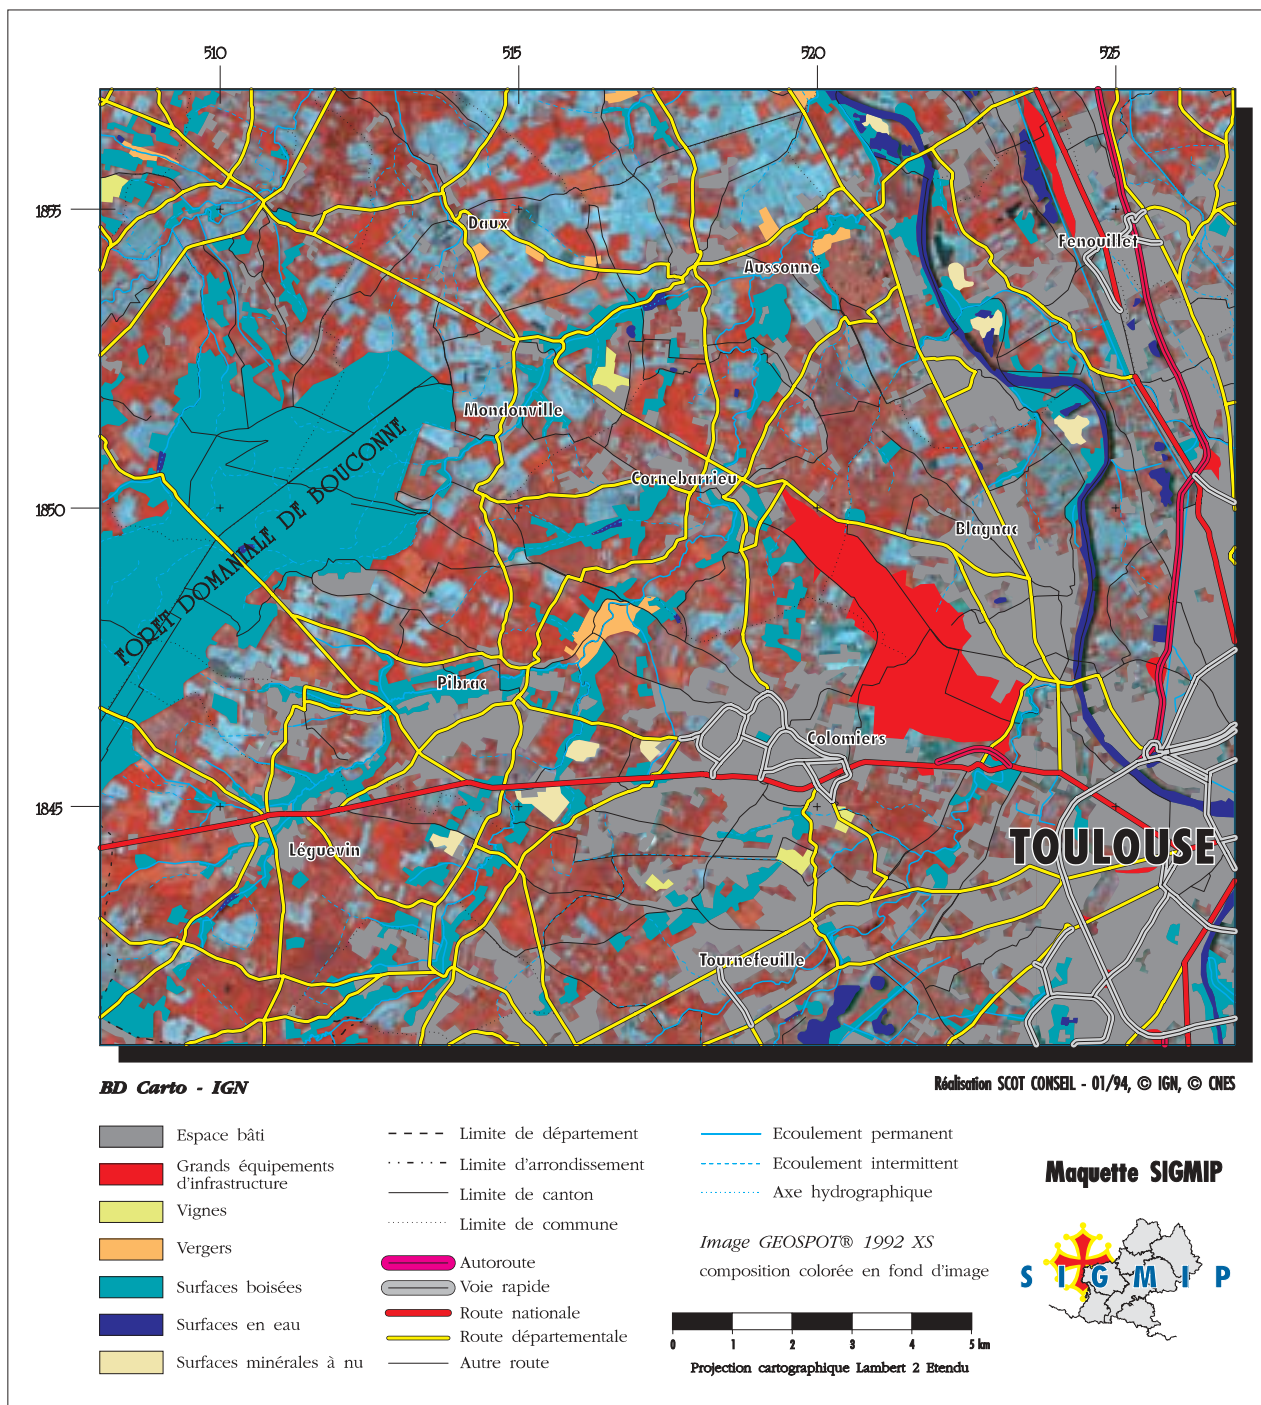 510 515 520 525
1855
Daux
Fenouillet
Aussonne
Mondonville
FORET DOMANIALE DE BOUCONNE
Cornebarrieu
1850
Blagnac
Pibrac
Colomiers
1845
TOULOUSE
Léguevin
Tournefeuille
BD Carto - IGN
Réalisation SCOT CONSEIL - 01/94, © IGN, © CNES
Espace bâti
Grands équipements
d'infrastructure
Vignes
Vergers
Surfaces boisées
Surfaces en eau
Surfaces minérales à nu
Limite de département
Limite d'arrondissement
Limite de canton
Limite de commune
Autoroute
Voie rapide
Route nationale
Route départementale
Autre route
Ecoulement permanent
Ecoulement intermittent
Axe hydrographique
Image GEOSPOT® 1992 XS
composition colorée en fond d'image
0 1 2 3 4 5 km
Projection cartographique Lambert 2 Etendu
Maquette SIGMIP
S I G M I P